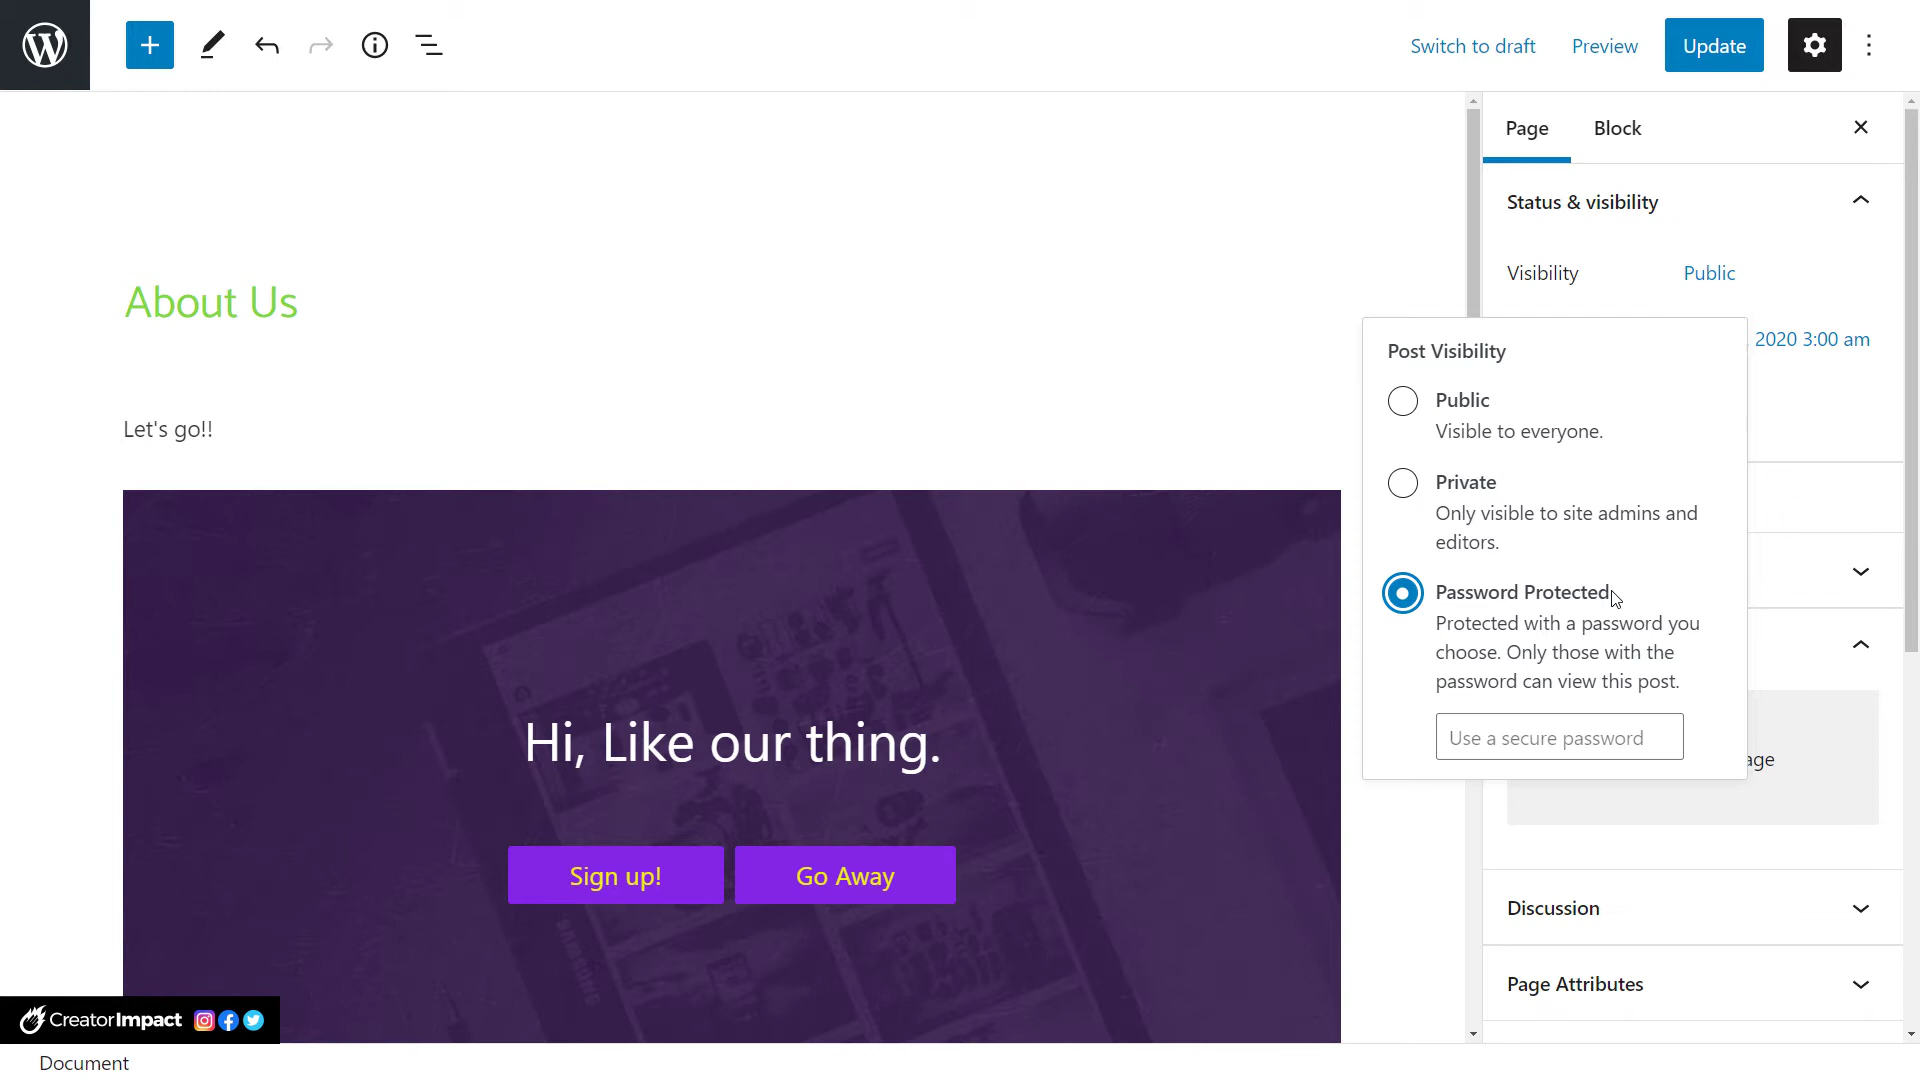 Switch to draft
Preview
Update
Page
Block
Status & visibility
Visibility
Public
2020 3:00 am
About Us
Let's go!!
Post Visibility
Public
Visible to everyone.
Private
Only visible to site admins and
editors.
Password Protected
Protected with a password you
choose. Only those with the
password can view this post.
Use a secure password
Hi, Like our thing.
Sign up!
Go Away
Discussion
Page Attributes
CreatorImpact
Document